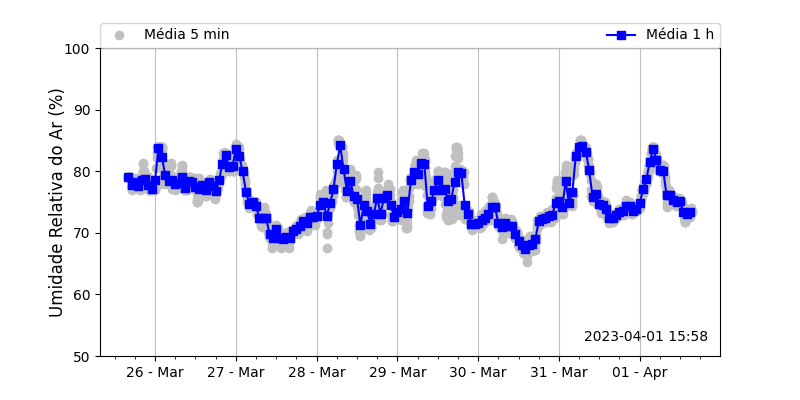 Média 5 min
Média 1 h
Umidade Relativa do Ar (%)
100
90
80
70
60
50
2023-04-01 15:58
26 - Mar
27 - Mar
28 - Mar
29 - Mar
30 - Mar
31 - Mar
01 - Apr